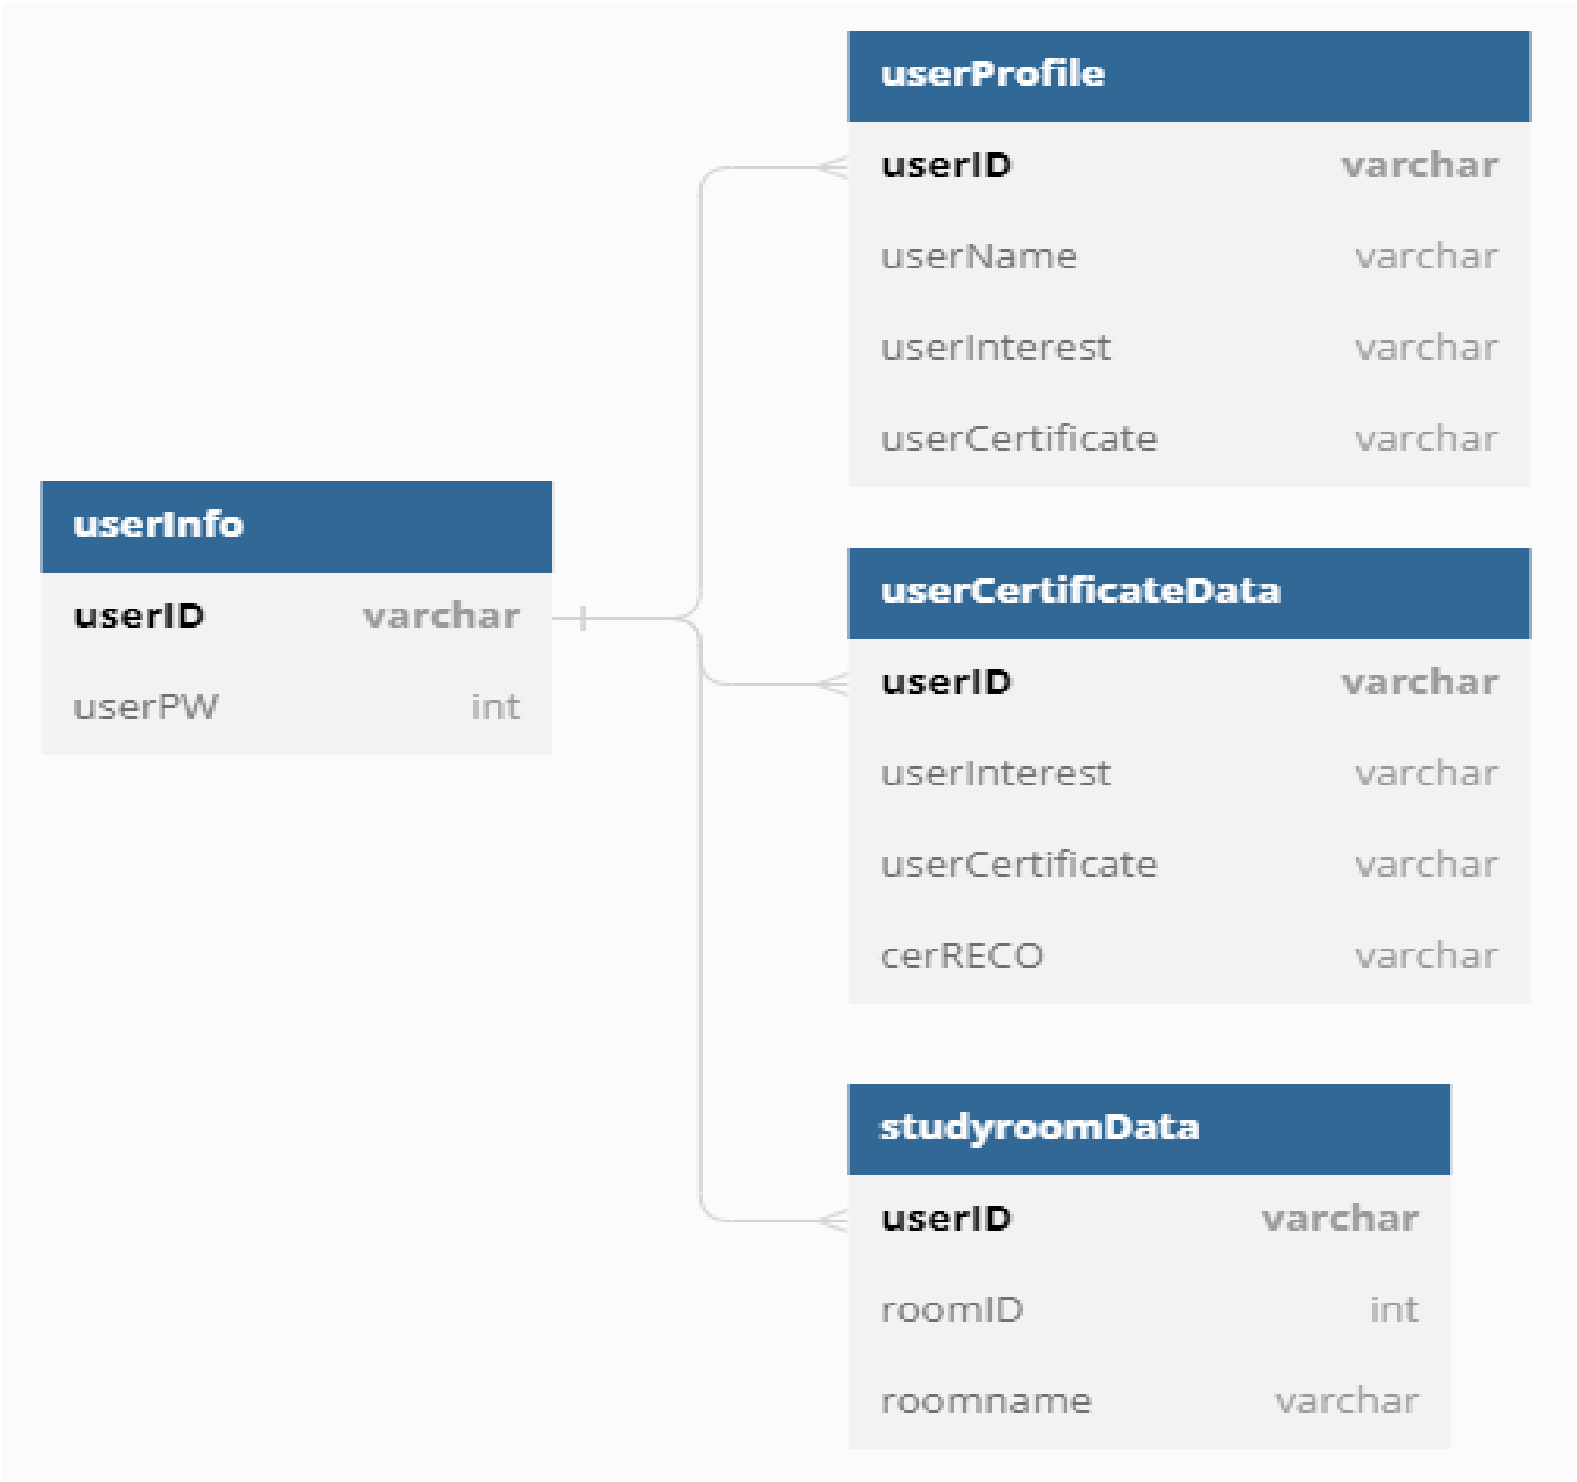 userProfile
userID varchar
userName varchar
userInterest varchar
userCertificate varchar
userInfo
userID varchar
userPW int
userCertificateData
userID varchar
userInterest varchar
userCertificate varchar
cerRECO varchar
studyroomData
userID varchar
roomID int
roomname varchar